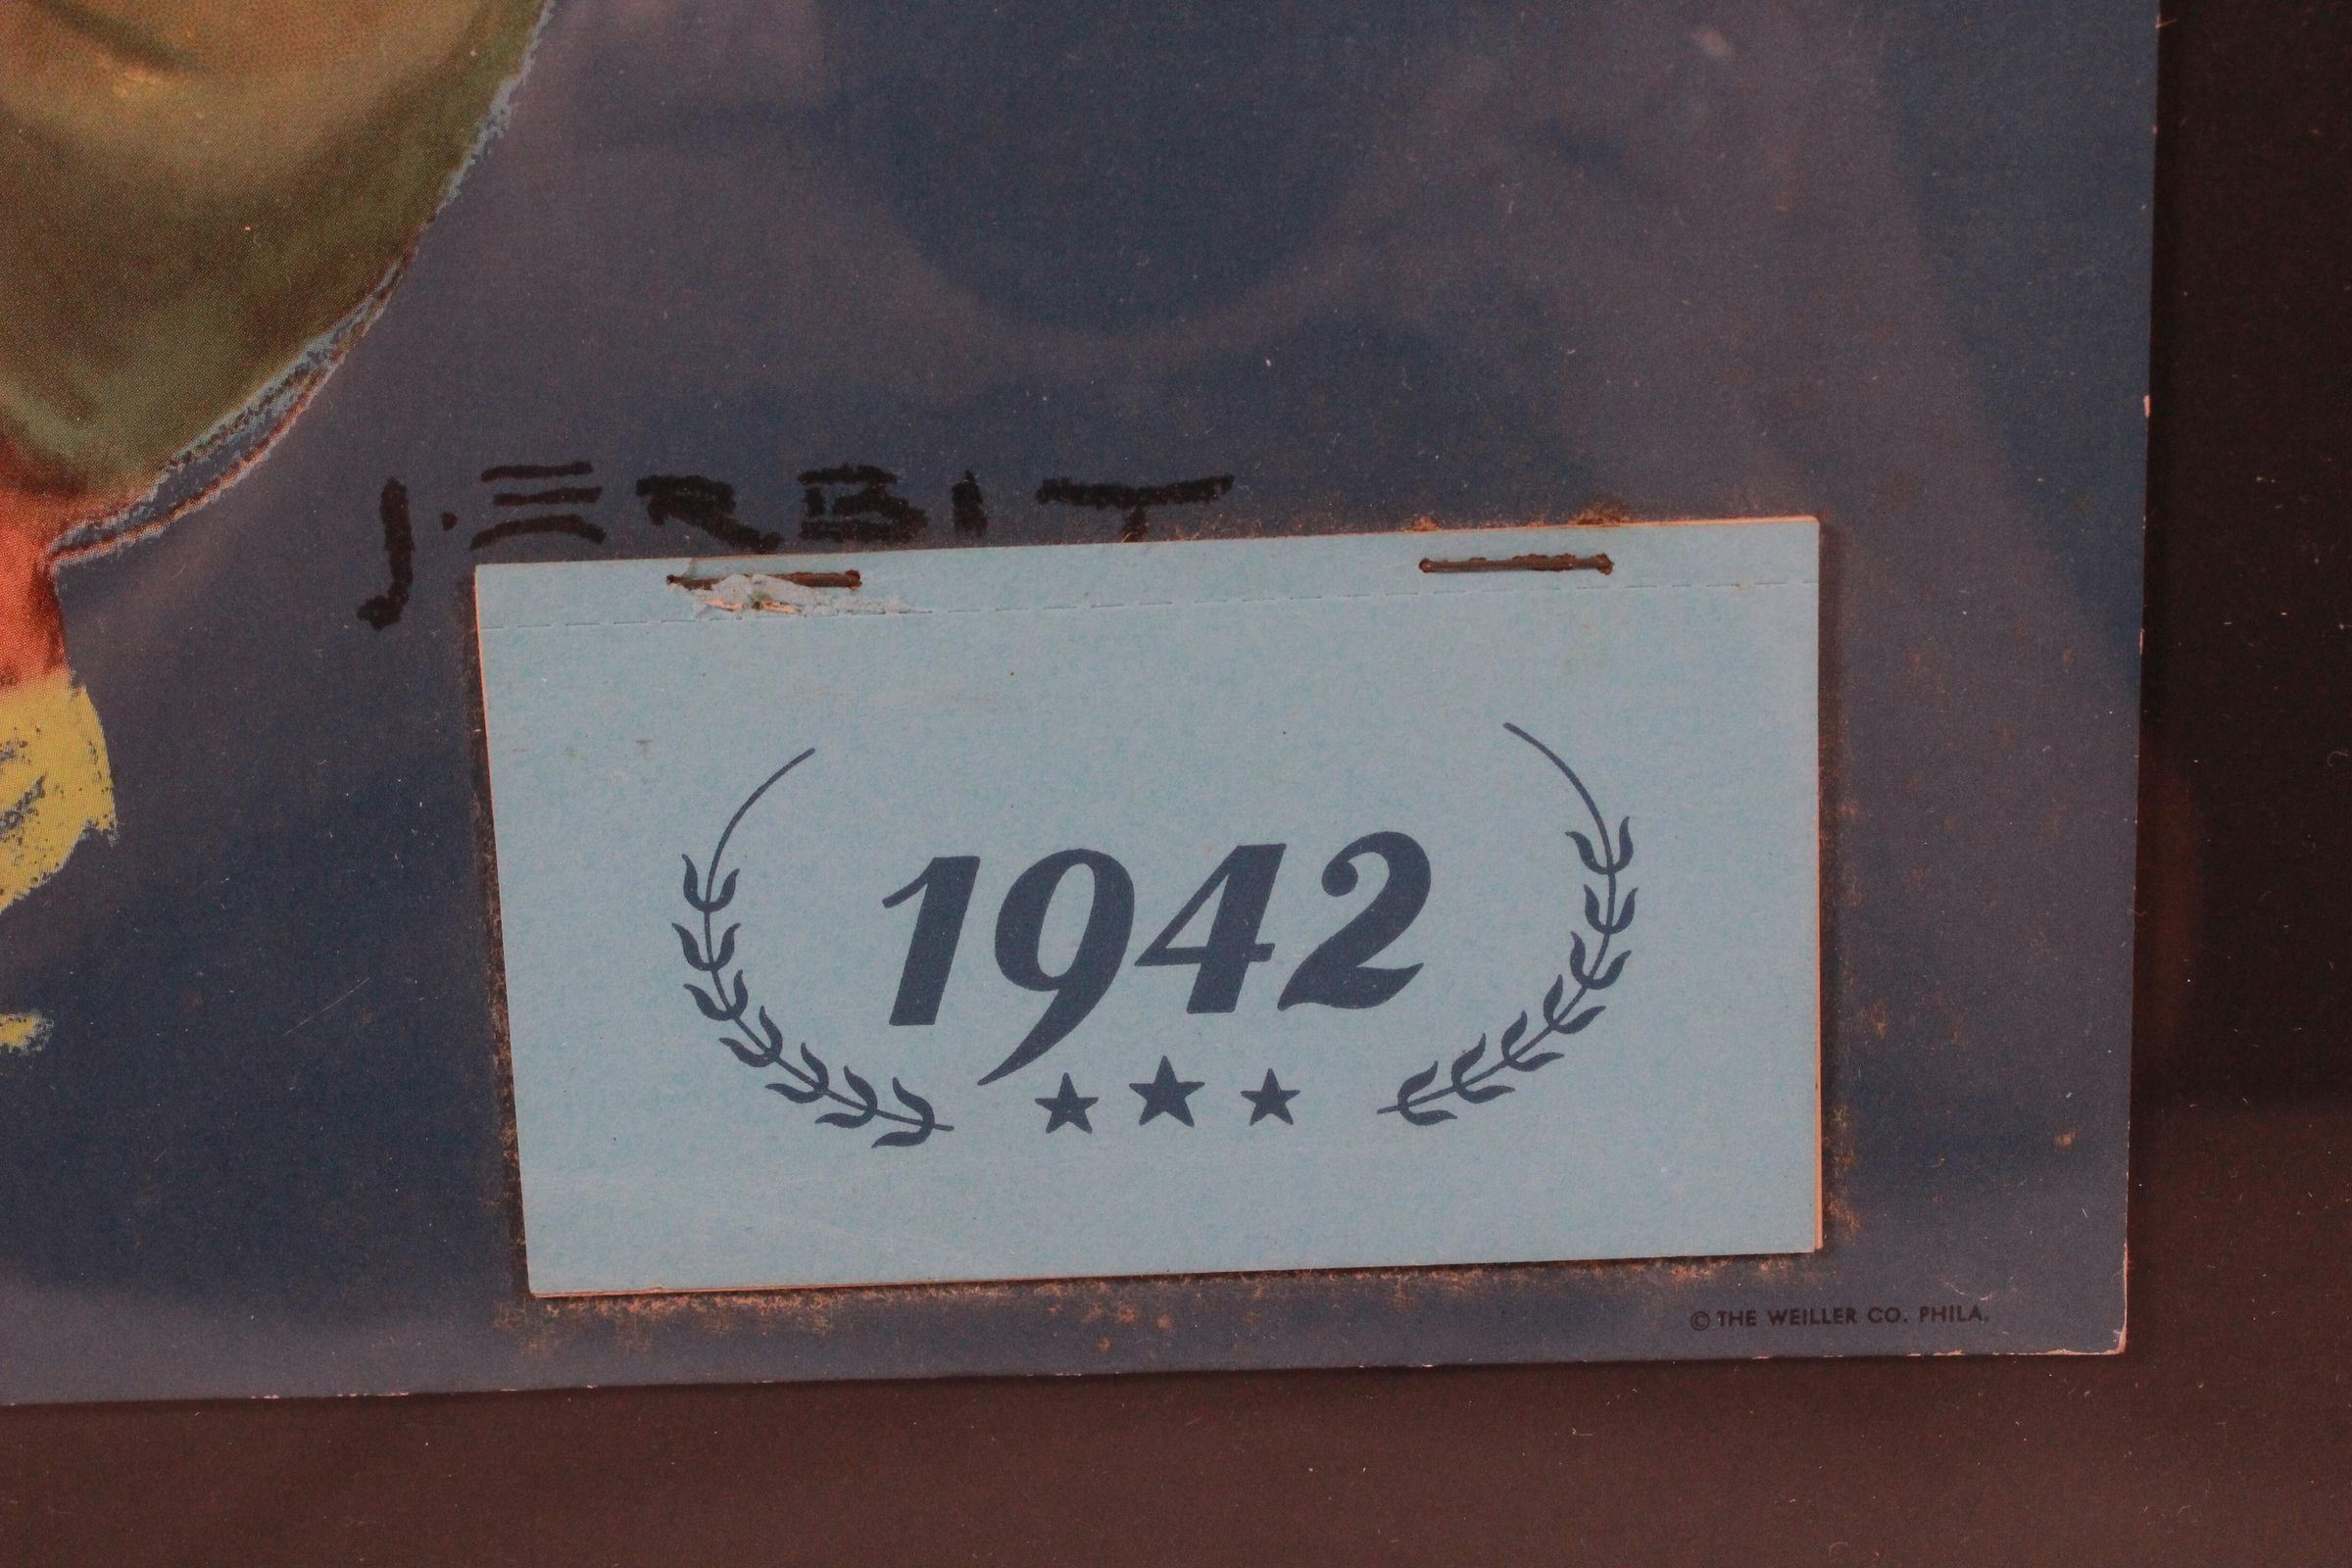 J. ERBIT
1942
© THE WEILLER CO. PHILA.